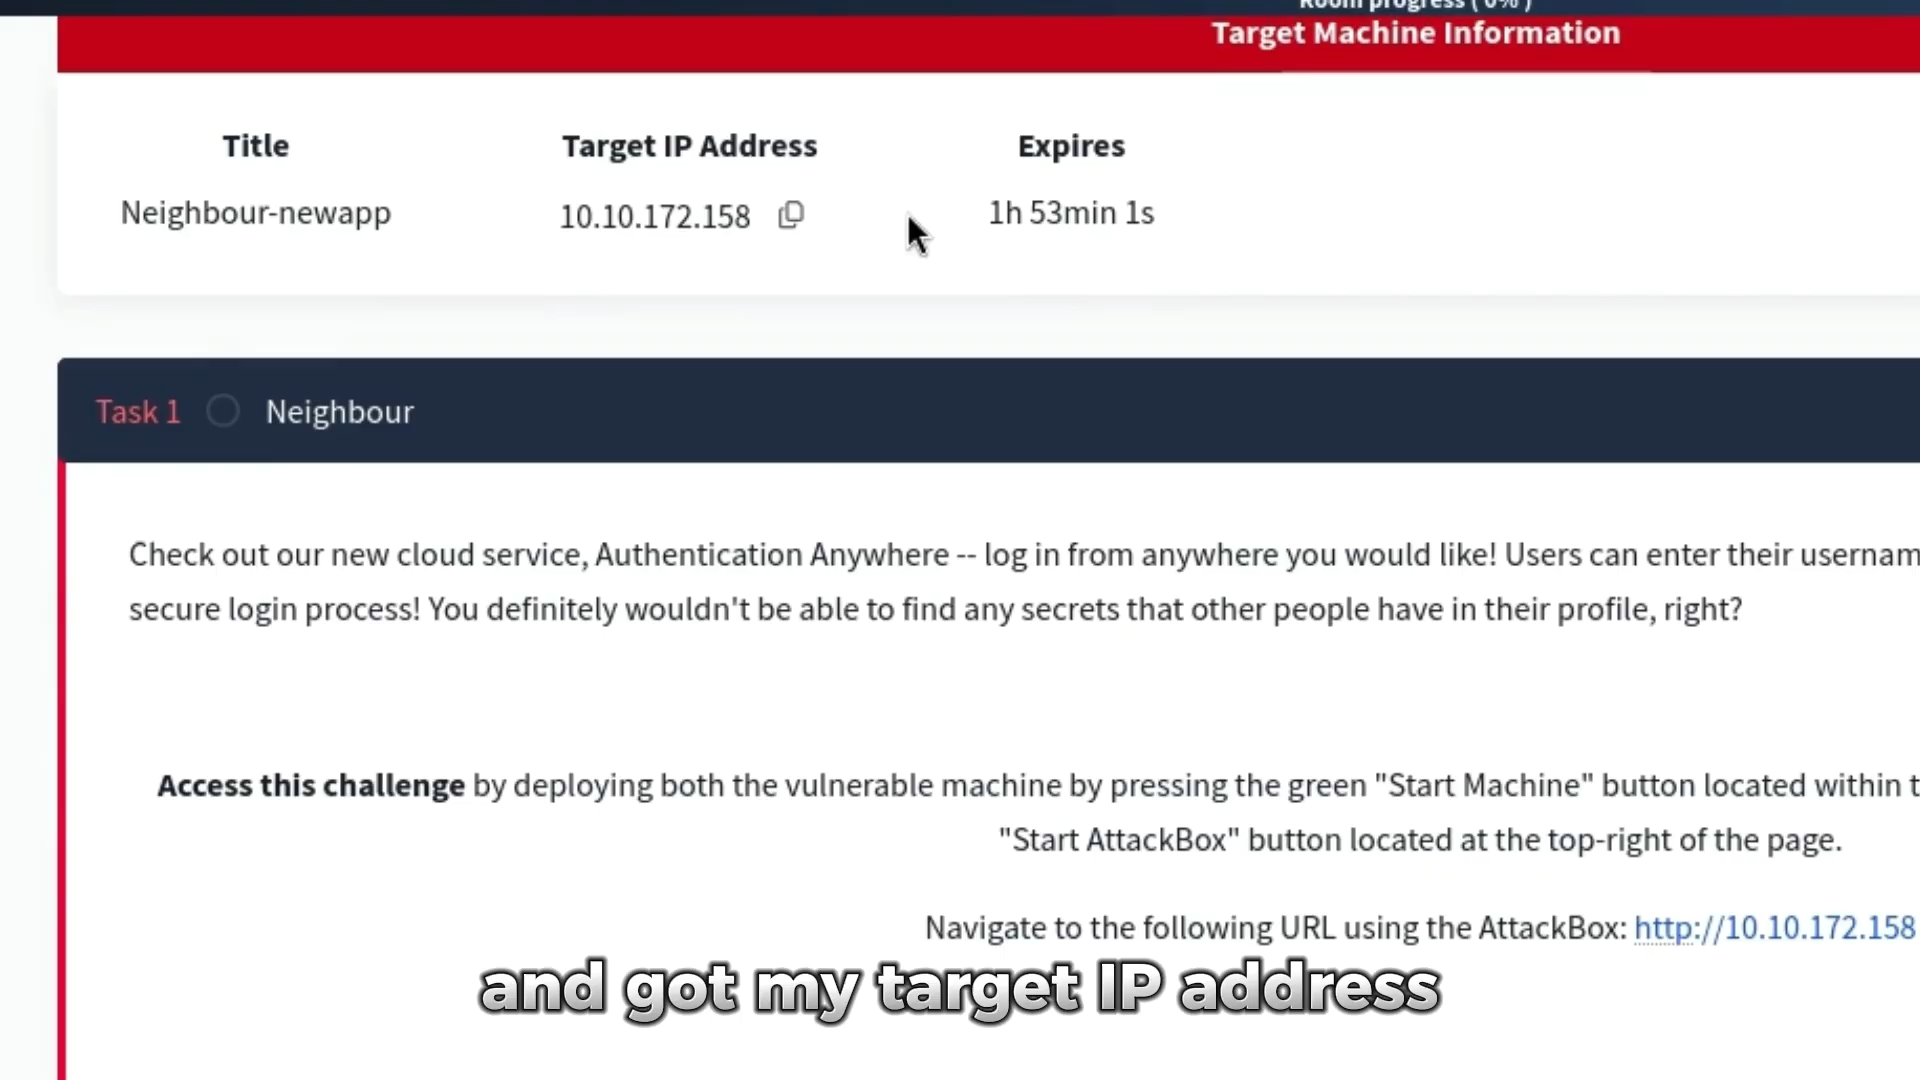 Room progress ( 0% )
Target Machine Information
Title
Target IP Address
Expires
Neighbour-newapp
10.10.172.158
1h 53min 1s
Task 1
Neighbour
Check out our new cloud service, Authentication Anywhere -- log in from anywhere you would like! Users can enter their usernam
secure login process! You definitely wouldn't be able to find any secrets that other people have in their profile, right?
Access this challenge by deploying both the vulnerable machine by pressing the green "Start Machine" button located within t
"Start AttackBox" button located at the top-right of the page.
Navigate to the following URL using the AttackBox: http://10.10.172.158
and got my target IP address